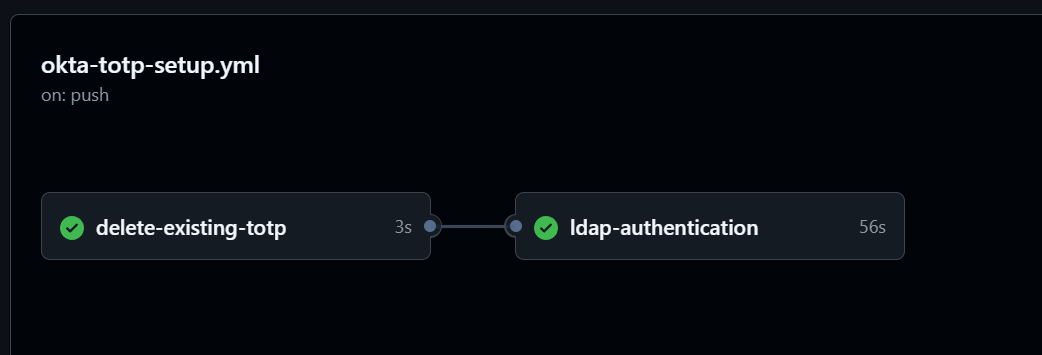 okta-totp-setup.yml
on: push
delete-existing-totp 3s
ldap-authentication 56s